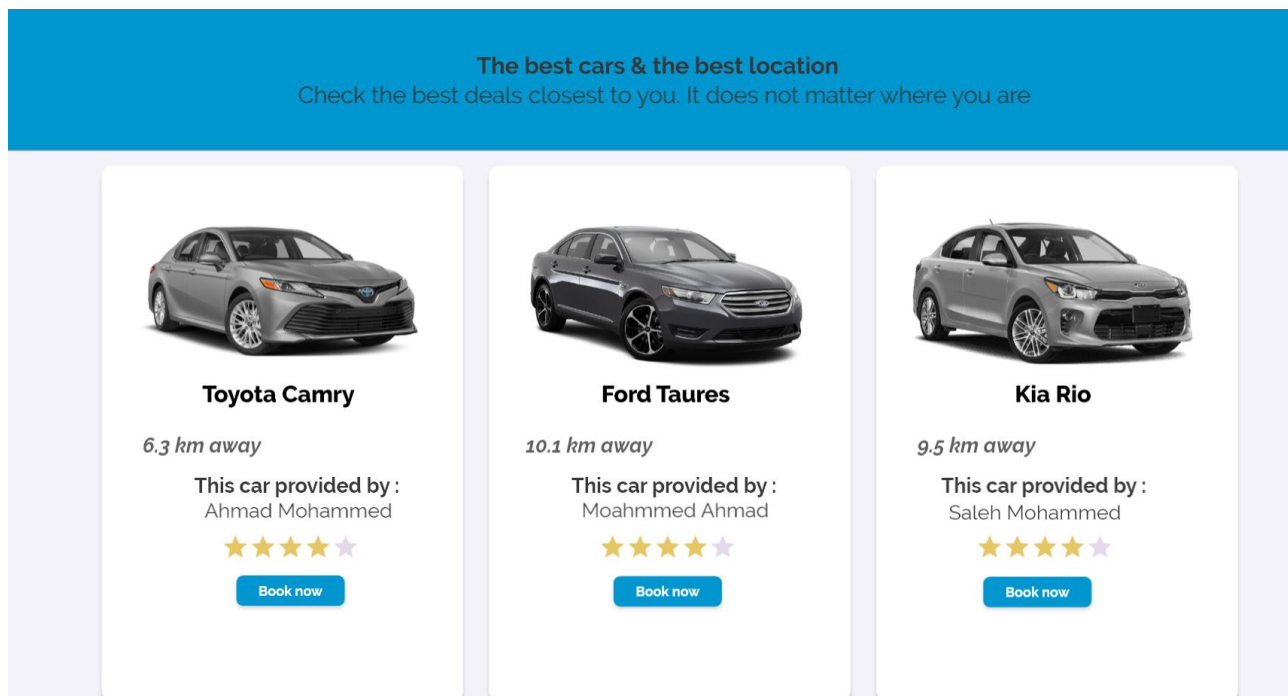 The best cars & the best location
Check the best deals closest to you. It does not matter where you are
Toyota Camry
6.3 km away
This car provided by :
Ahmad Mohammed
Book now
Ford Taures
10.1 km away
This car provided by :
Moahmmed Ahmad
Book now
Kia Rio
9.5 km away
This car provided by :
Saleh Mohammed
Book now